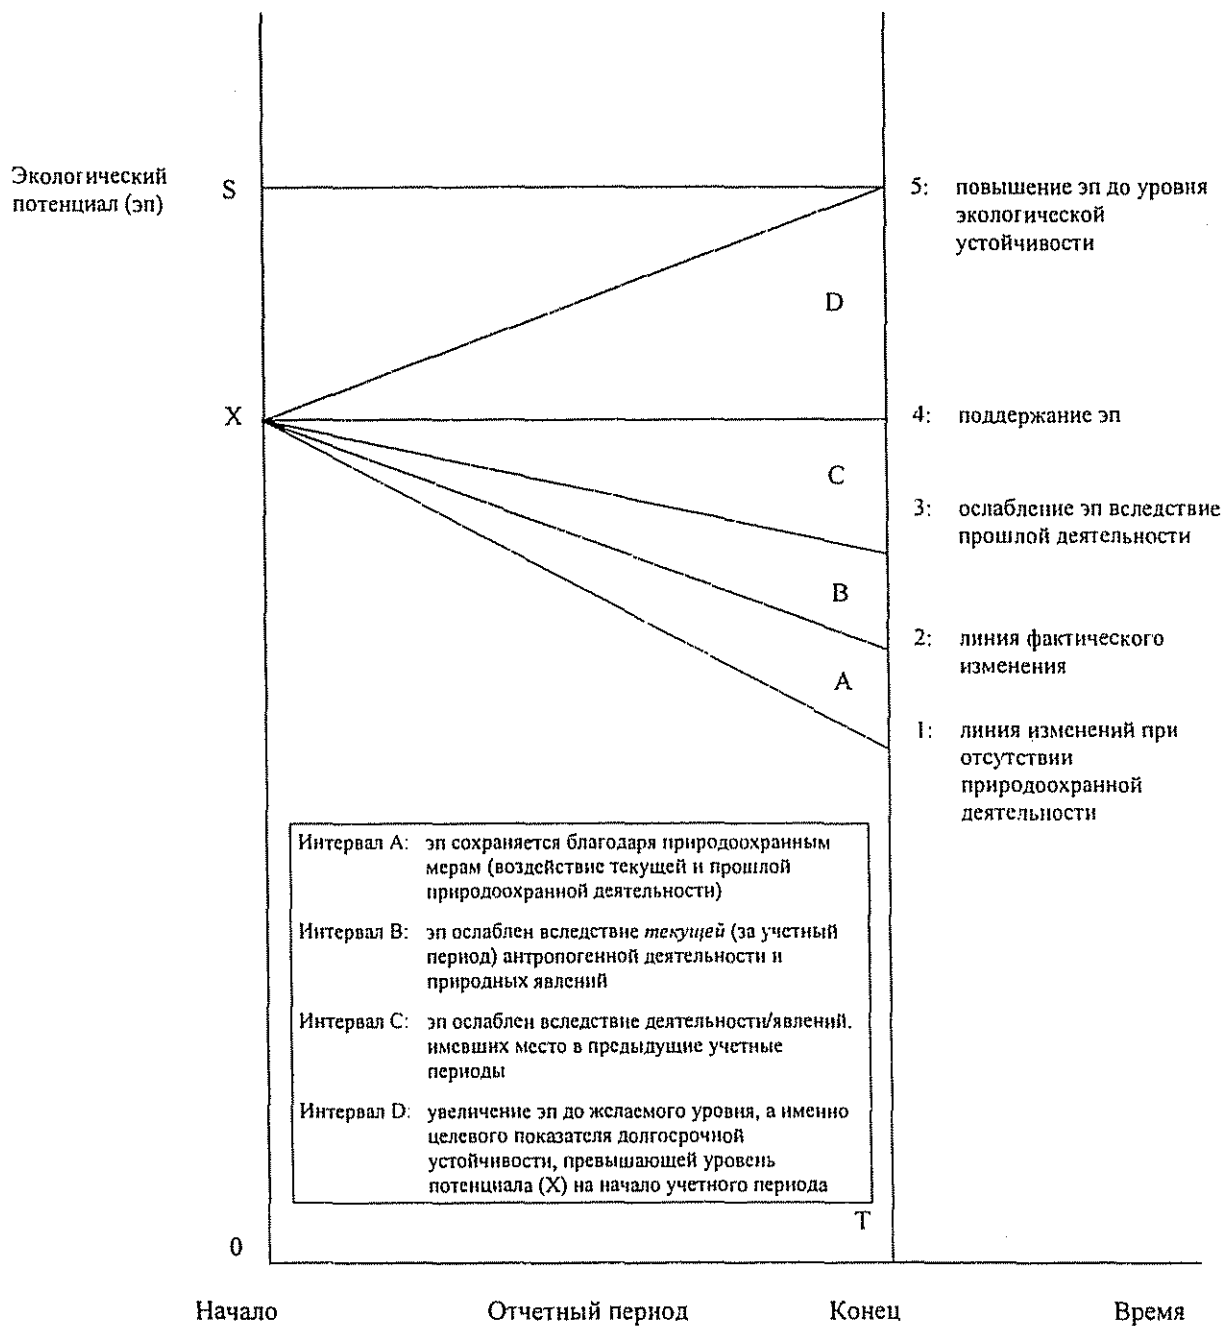 Экологический
потенциал (эп)
S
X
0
D
C
B
A
5: повышение эп до уровня
экологической
устойчивости
4: поддержание эп
3: ослабление эп вследствие
прошлой деятельности
2: линия фактического
изменения
1: линия изменений при
отсутствии
природоохранной
деятельности
Интервал A: эп сохраняется благодаря природоохранным
мерам (воздействие текущей и прошлой
природоохранной деятельности)
Интервал B: эп ослаблен вследствие текущей (за учетный
период) антропогенной деятельности и
природных явлений
Интервал C: эп ослаблен вследствие деятельности/явлений.
имевших место в предыдущие учетные
периоды
Интервал D: увеличение эп до желаемого уровня, а именно
целевого показателя долгосрочной
устойчивости, превышающей уровень
потенциала (X) на начало учетного периода
T
Начало Отчетный период Конец Время